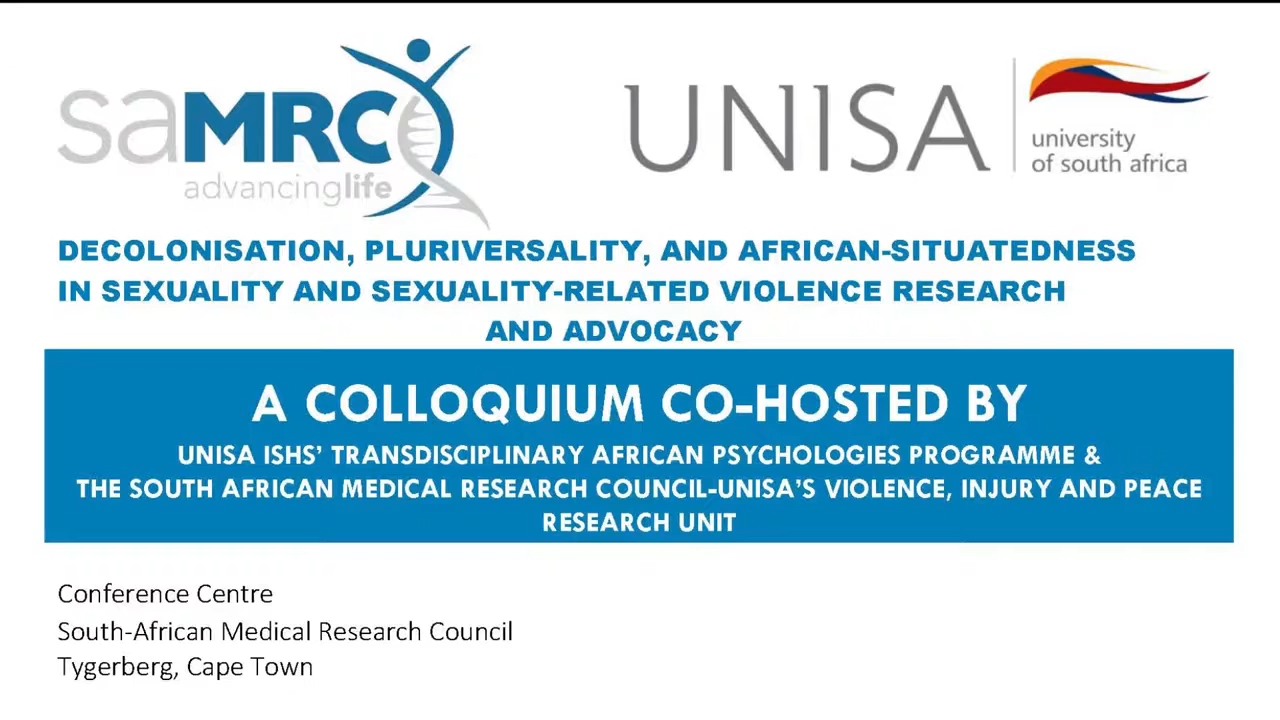 saMRC
advancinglife
UNISA
university
of south africa
DECOLONISATION, PLURIVERSALITY, AND AFRICAN-SITUATEDNESS
IN SEXUALITY AND SEXUALITY-RELATED VIOLENCE RESEARCH
AND ADVOCACY
A COLLOQUIUM CO-HOSTED BY
UNISA ISHS’ TRANSDISCIPLINARY AFRICAN PSYCHOLOGIES PROGRAMME &
THE SOUTH AFRICAN MEDICAL RESEARCH COUNCIL-UNISA’S VIOLENCE, INJURY AND PEACE
RESEARCH UNIT
Conference Centre
South-African Medical Research Council
Tygerberg, Cape Town